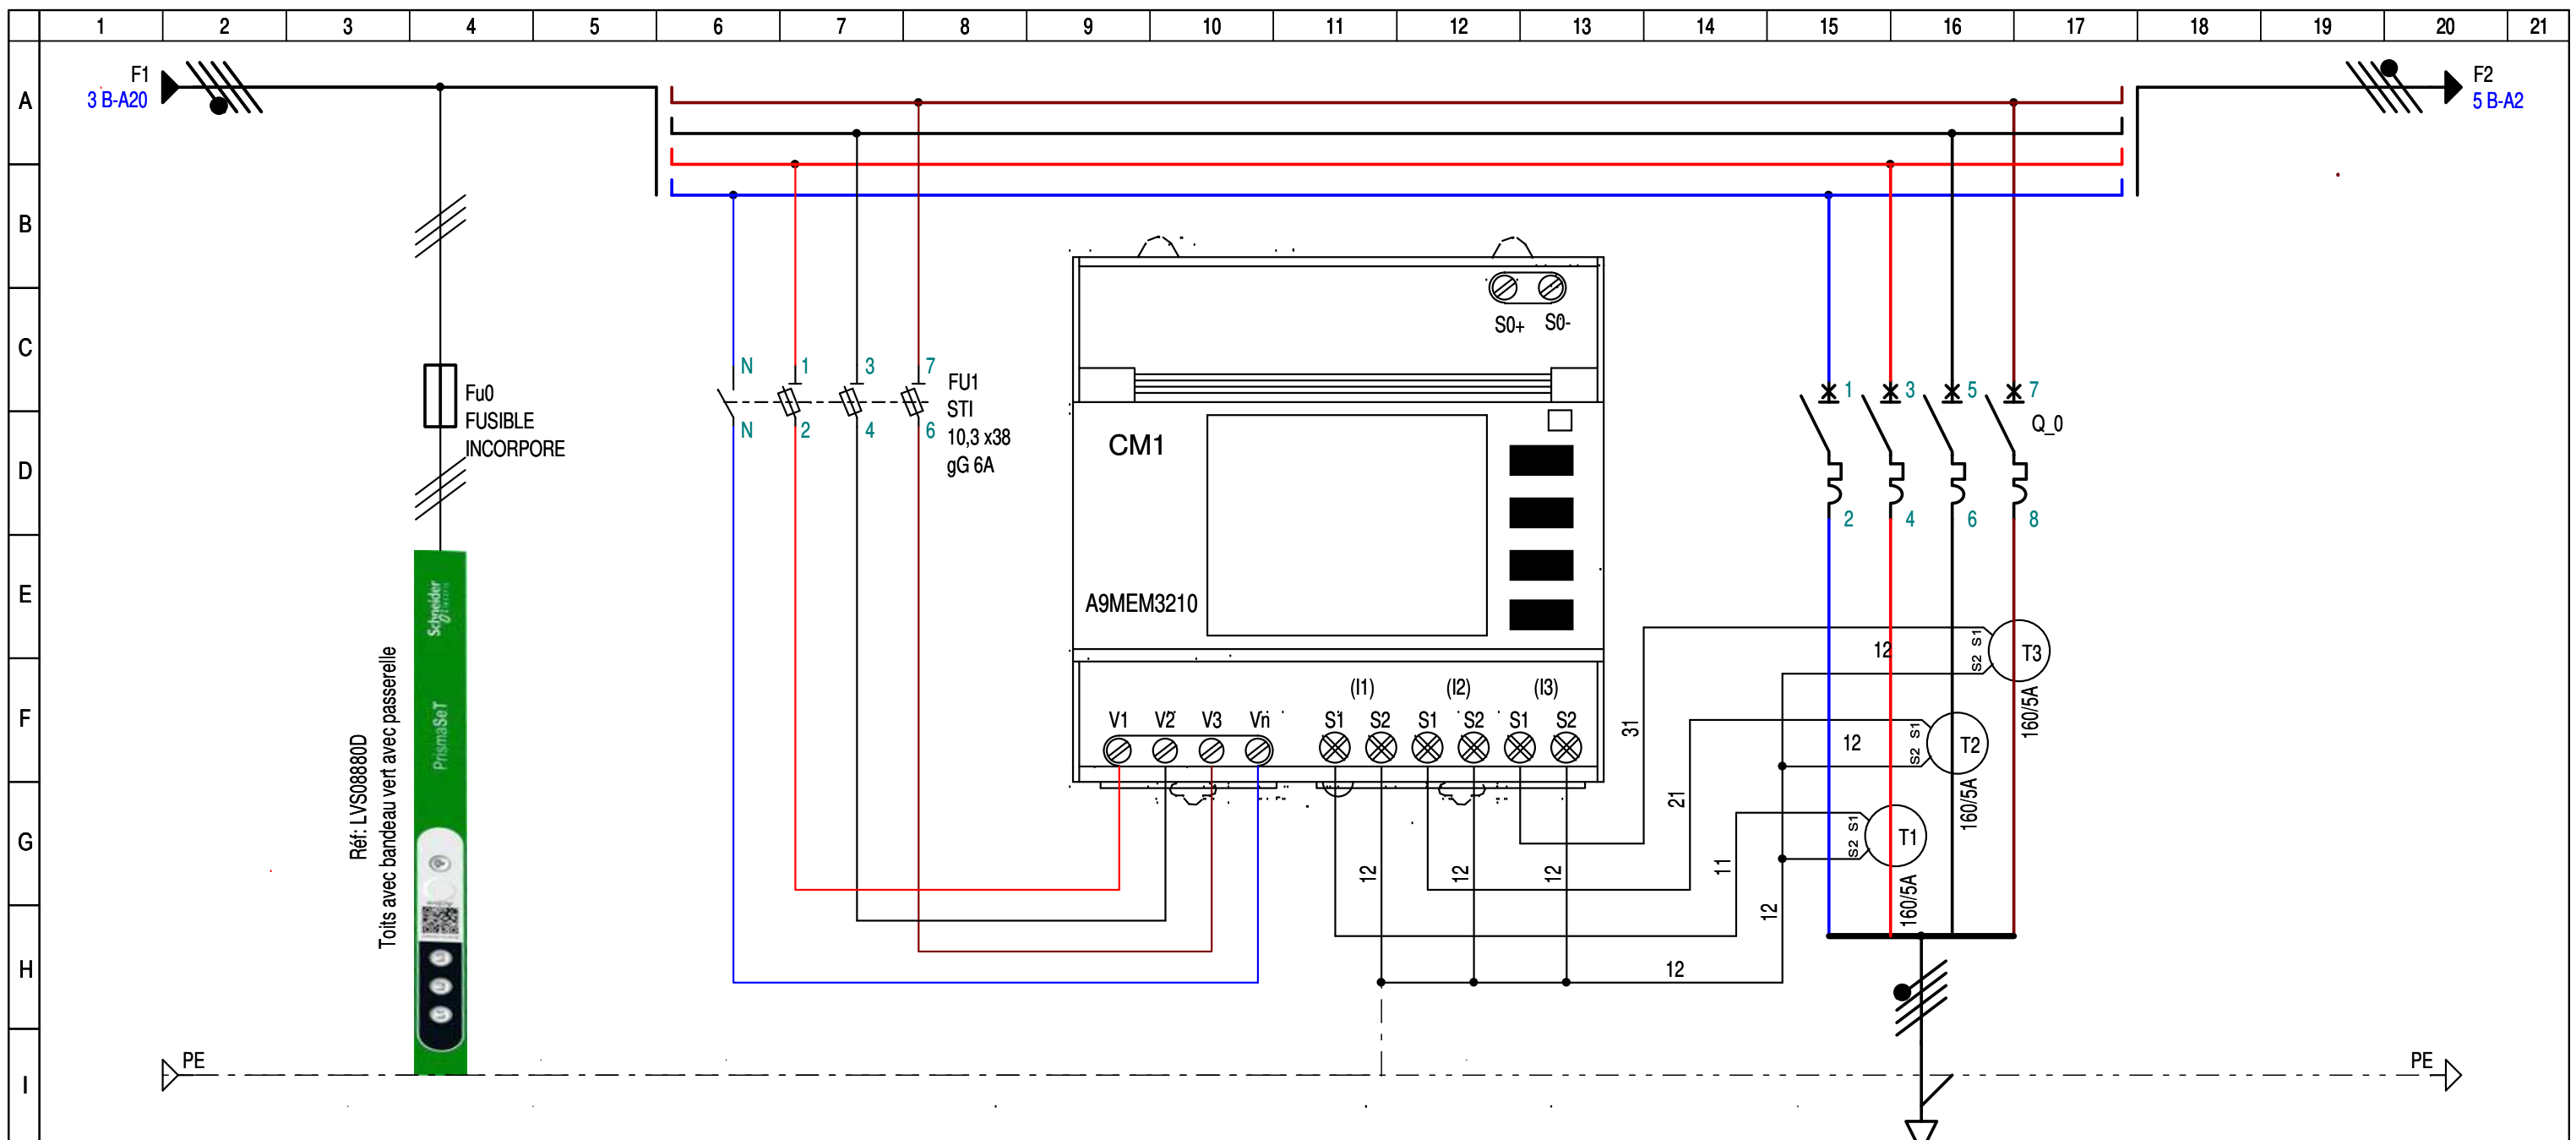 1 2 3 4 5 6 7 8 9 10 11 12 13 14 15 16 17 18 19 20 21
A
B
C
D
E
F
G
H
I
F1
3 B-A20
F2
5 B-A2
Fu0
FUSIBLE
INCORPORE
Schneider
Electric
PrismaSeT
Réf: LVS08880D
Toits avec bandeau vert avec passerelle
N 1 3 7
N 2 4 6
FU1
STI
10,3 x38
gG 6A
S0+ S0-
CM1
A9MEM3210
(I1) (I2) (I3)
V1 V2 V3 Vn S1 S2 S1 S2 S1 S2
1 3 5 7
Q_0
2 4 6 8
12
S1
S2
T3
160/5A
31
12
S1
S2
T2
160/5A
21
S1
S2
T1
160/5A
11
12
12
12
12
12
PE
PE